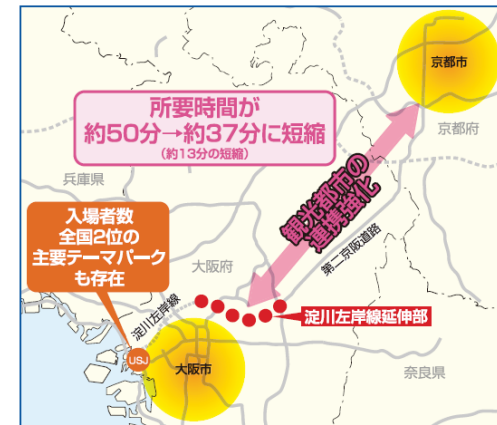 京都市
所要時間が
約50分→約37分に短縮
(約13分の短縮)
京都府
兵庫県
観光都市の
連携強化
入場者数
全国2位の
主要テーマパーク
も存在
大阪府
第二京阪道路
淀川左岸線
淀川左岸線延伸部
USJ
大阪市
奈良県